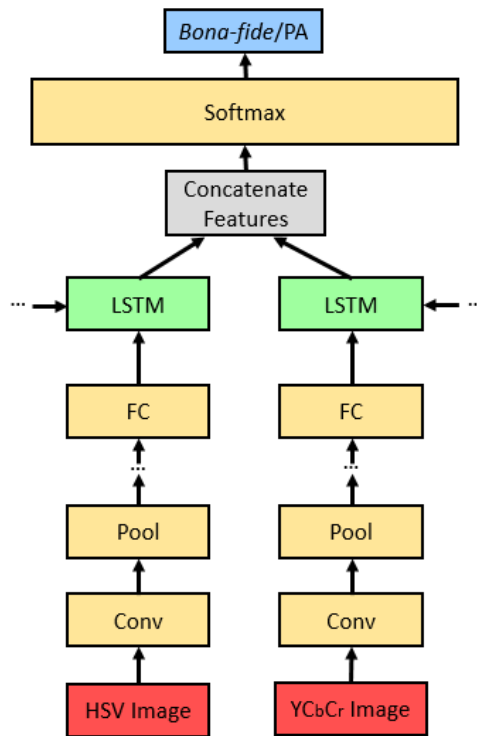 Bona-fide/PA
Softmax
Concatenate
Features
... LSTM LSTM ..
FC FC
... ...
Pool Pool
Conv Conv
HSV Image YCbCr Image